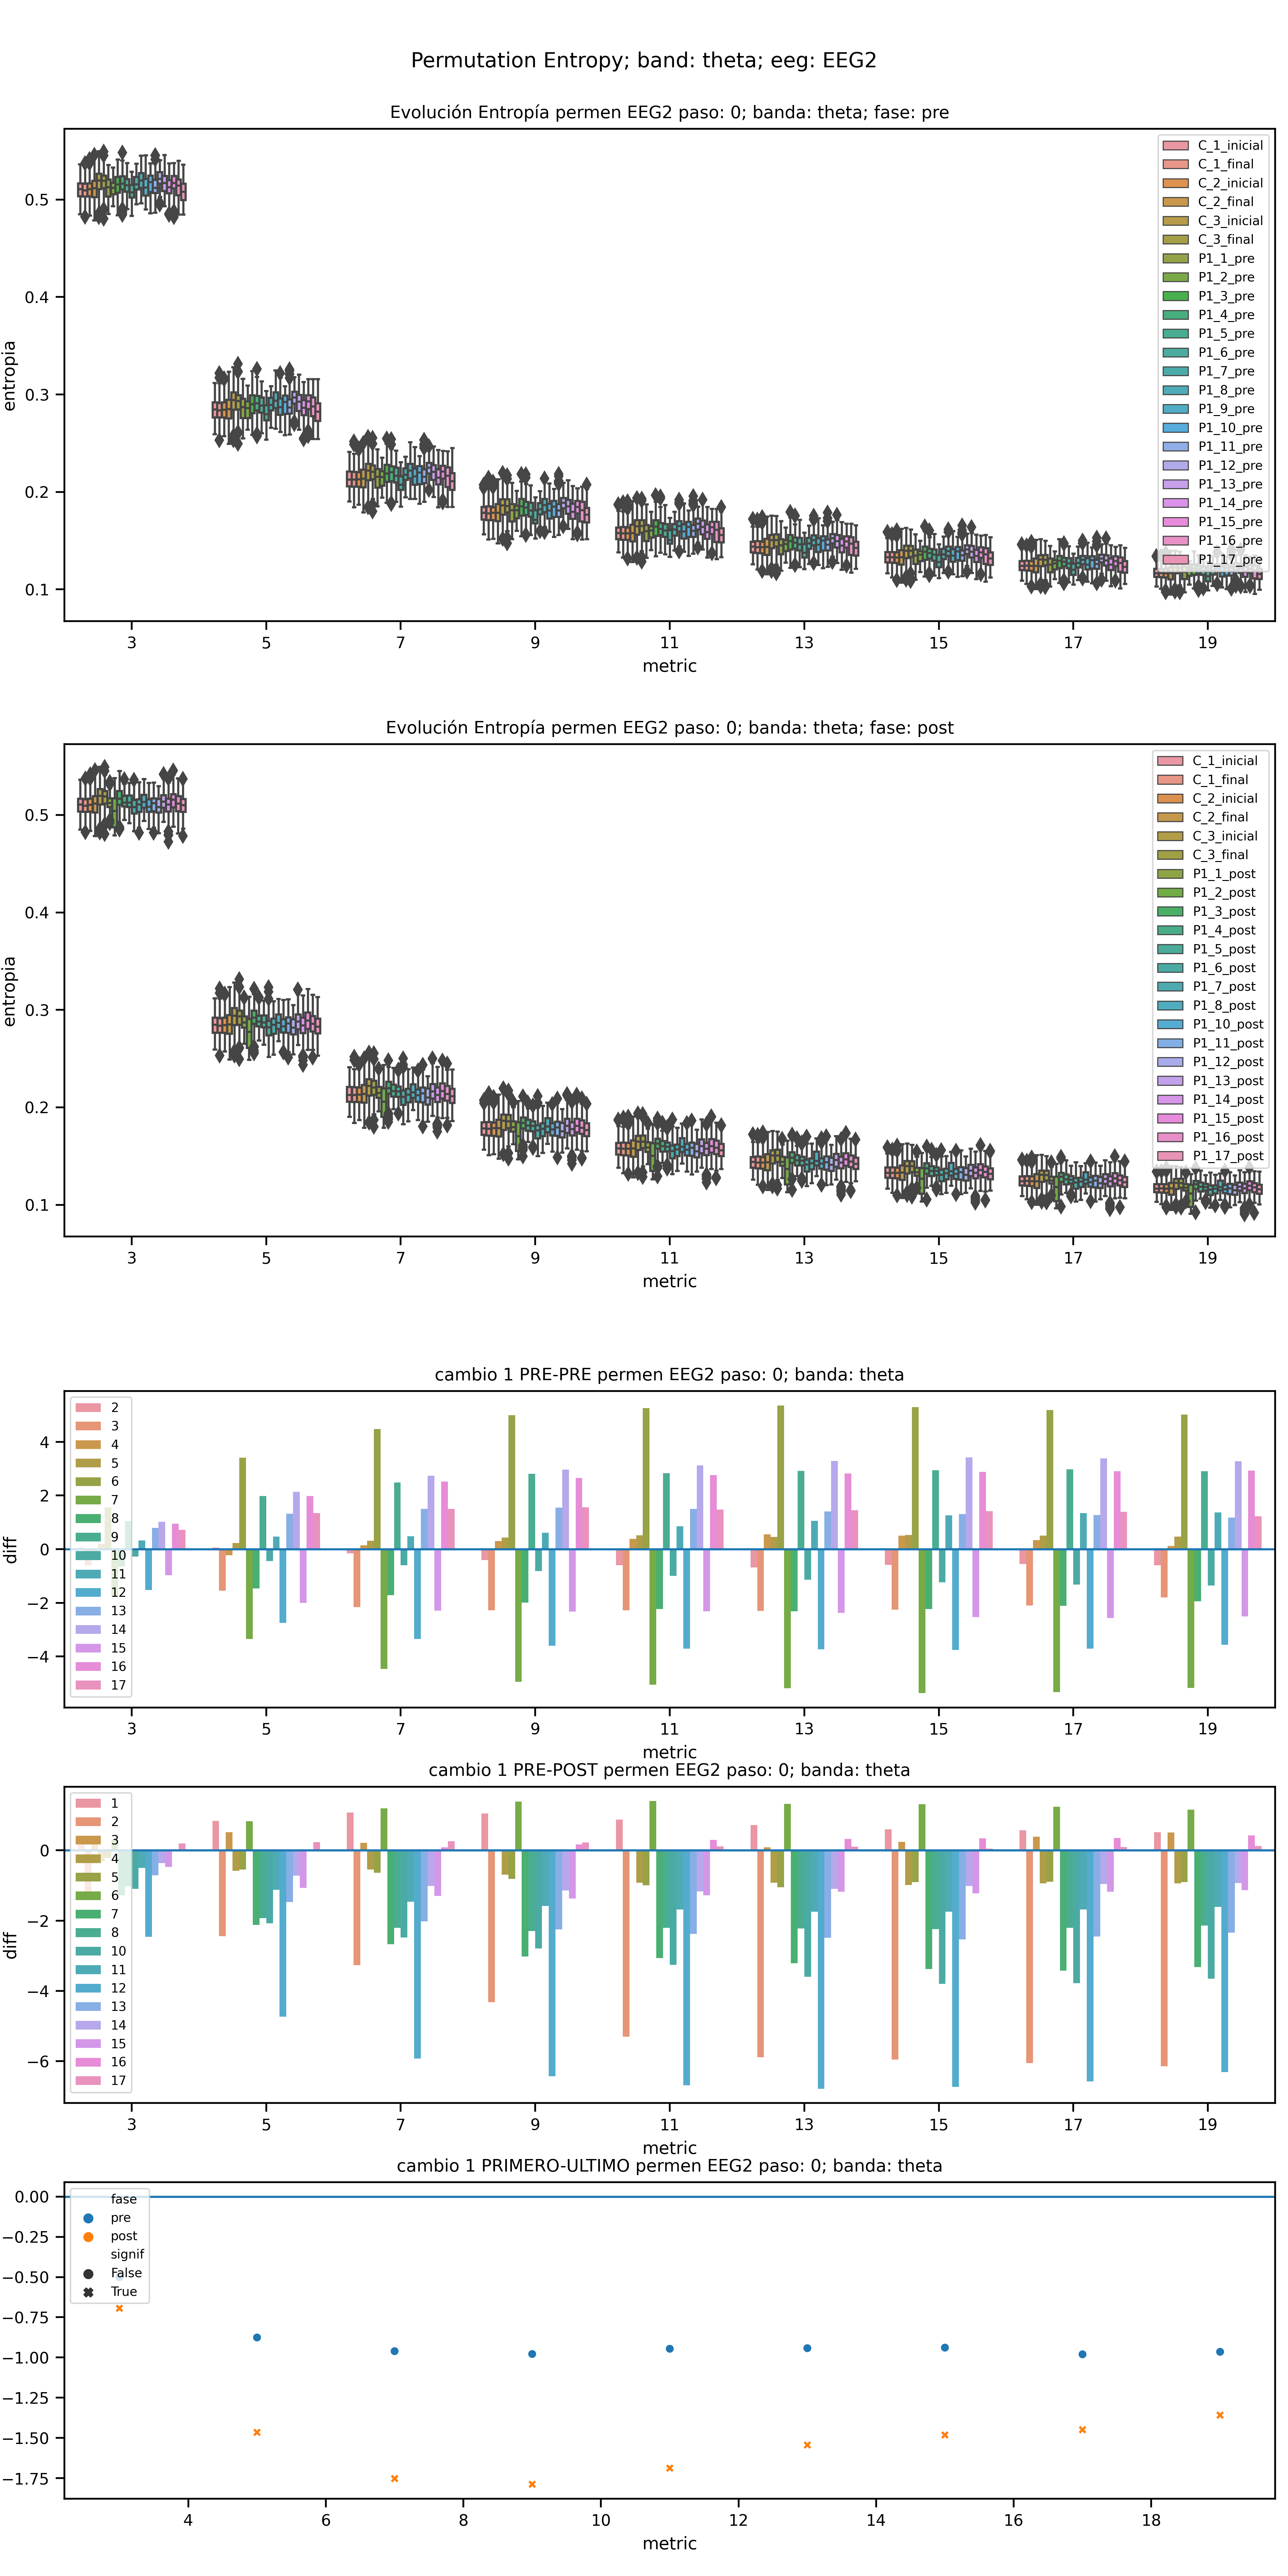 Permutation Entropy; band: theta; eeg: EEG2
Evolución Entropía permen EEG2 paso: 0; banda: theta; fase: pre
entropia
0.5
0.4
0.3
0.2
0.1
C_1_inicial
C_1_final
C_2_inicial
C_2_final
C_3_inicial
C_3_final
P1_1_pre
P1_2_pre
P1_3_pre
P1_4_pre
P1_5_pre
P1_6_pre
P1_7_pre
P1_8_pre
P1_9_pre
P1_10_pre
P1_11_pre
P1_12_pre
P1_13_pre
P1_14_pre
P1_15_pre
P1_16_pre
P1_17_pre
3 5 7 9 11 13 15 17 19
metric
Evolución Entropía permen EEG2 paso: 0; banda: theta; fase: post
entropia
0.5
0.4
0.3
0.2
0.1
C_1_inicial
C_1_final
C_2_inicial
C_2_final
C_3_inicial
C_3_final
P1_1_post
P1_2_post
P1_3_post
P1_4_post
P1_5_post
P1_6_post
P1_7_post
P1_8_post
P1_10_post
P1_11_post
P1_12_post
P1_13_post
P1_14_post
P1_15_post
P1_16_post
P1_17_post
3 5 7 9 11 13 15 17 19
metric
cambio 1 PRE-PRE permen EEG2 paso: 0; banda: theta
diff
4
2
0
−2
−4
2
3
4
5
6
7
8
9
10
11
12
13
14
15
16
17
3 5 7 9 11 13 15 17 19
metric
cambio 1 PRE-POST permen EEG2 paso: 0; banda: theta
diff
0
−2
−4
−6
1
2
3
4
5
6
7
8
10
11
12
13
14
15
16
17
3 5 7 9 11 13 15 17 19
metric
cambio 1 PRIMERO-ULTIMO permen EEG2 paso: 0; banda: theta
0.00
−0.25
−0.50
−0.75
−1.00
−1.25
−1.50
−1.75
fase
pre
post
signif
False
True
4 6 8 10 12 14 16 18
metric